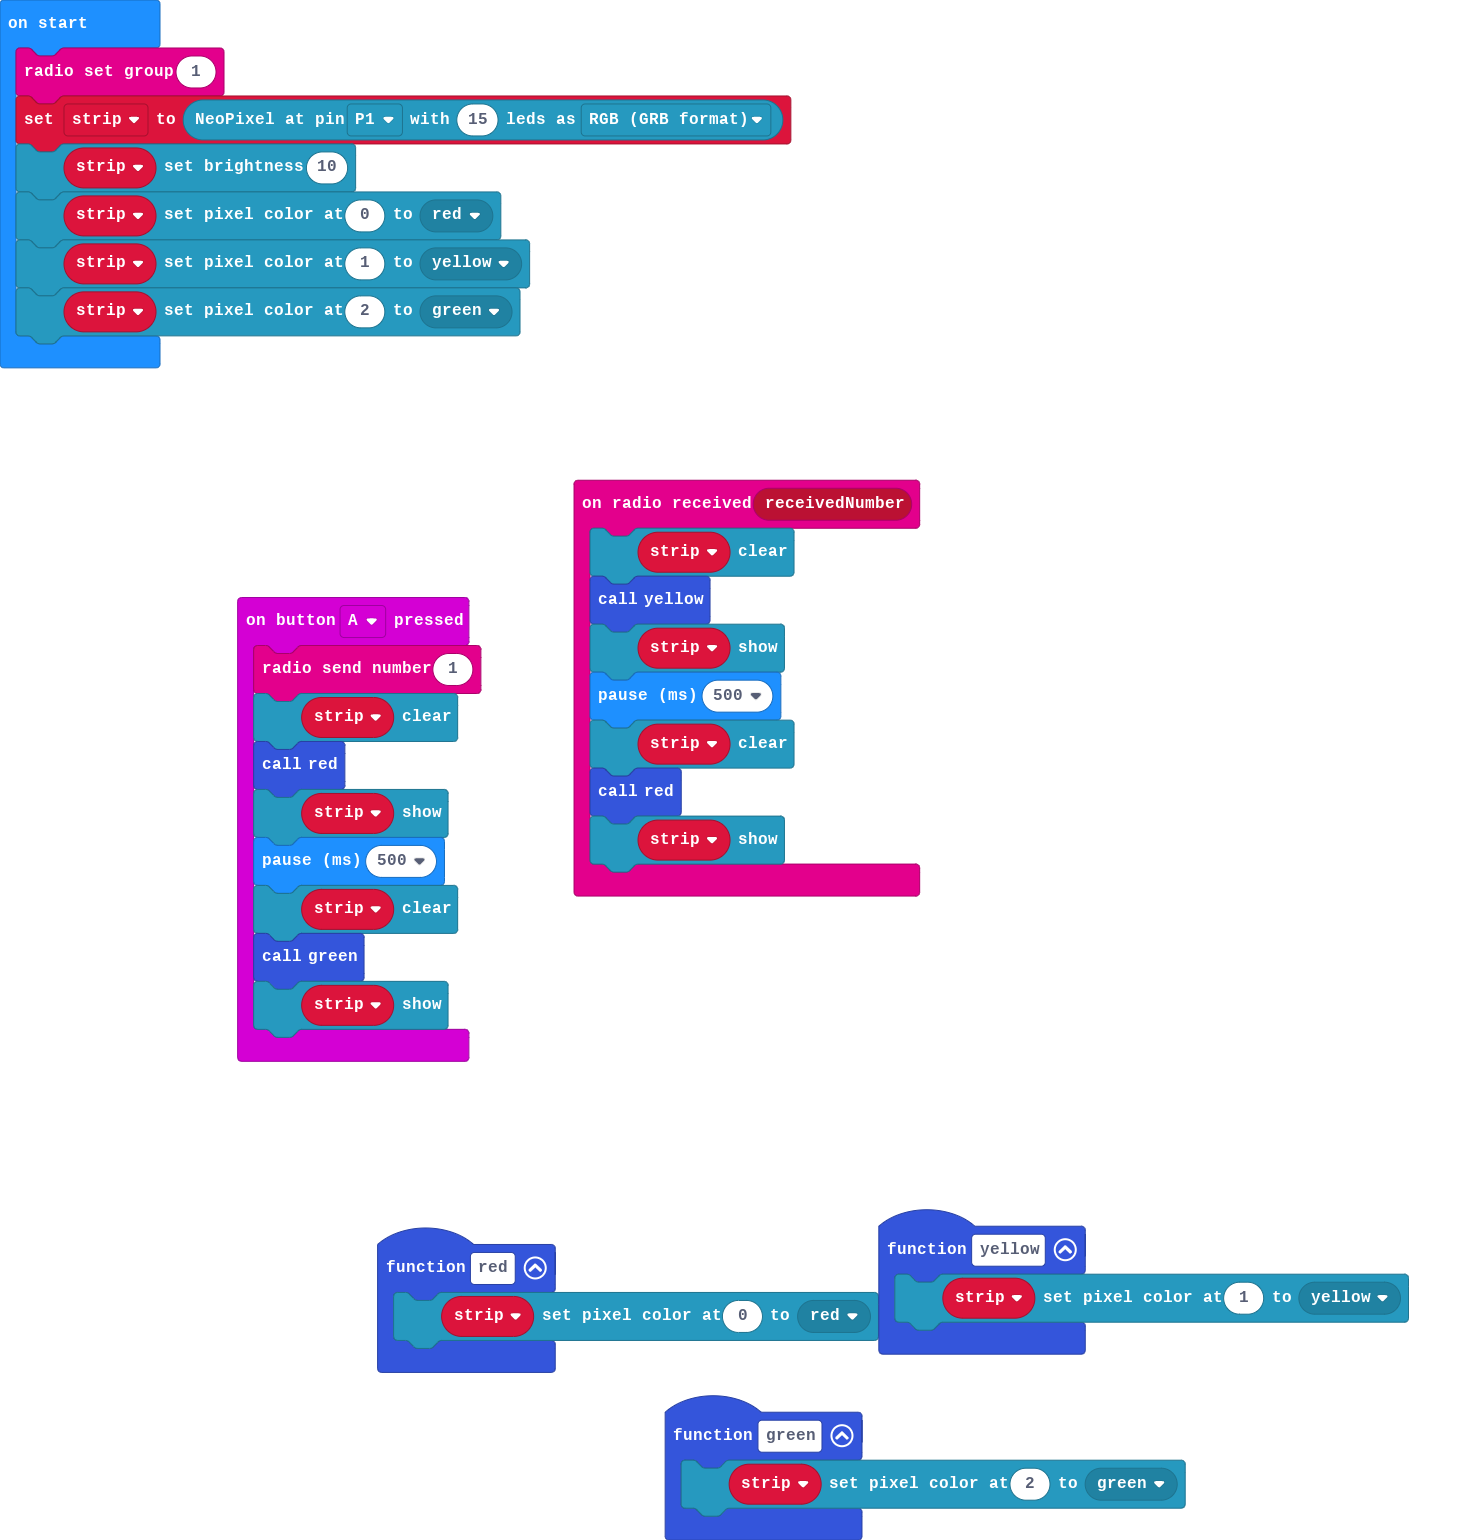 on start
radio set group 1
set strip to NeoPixel at pin P1 with 15 leds as RGB (GRB format)
strip set brightness 10
strip set pixel color at 0 to red
strip set pixel color at 1 to yellow
strip set pixel color at 2 to green
on radio received receivedNumber
strip clear
call yellow
strip show
pause (ms) 500
strip clear
call red
strip show
on button A pressed
radio send number 1
strip clear
call red
strip show
pause (ms) 500
strip clear
call green
strip show
function red
strip set pixel color at 0 to red
function yellow
strip set pixel color at 1 to yellow
function green
strip set pixel color at 2 to green